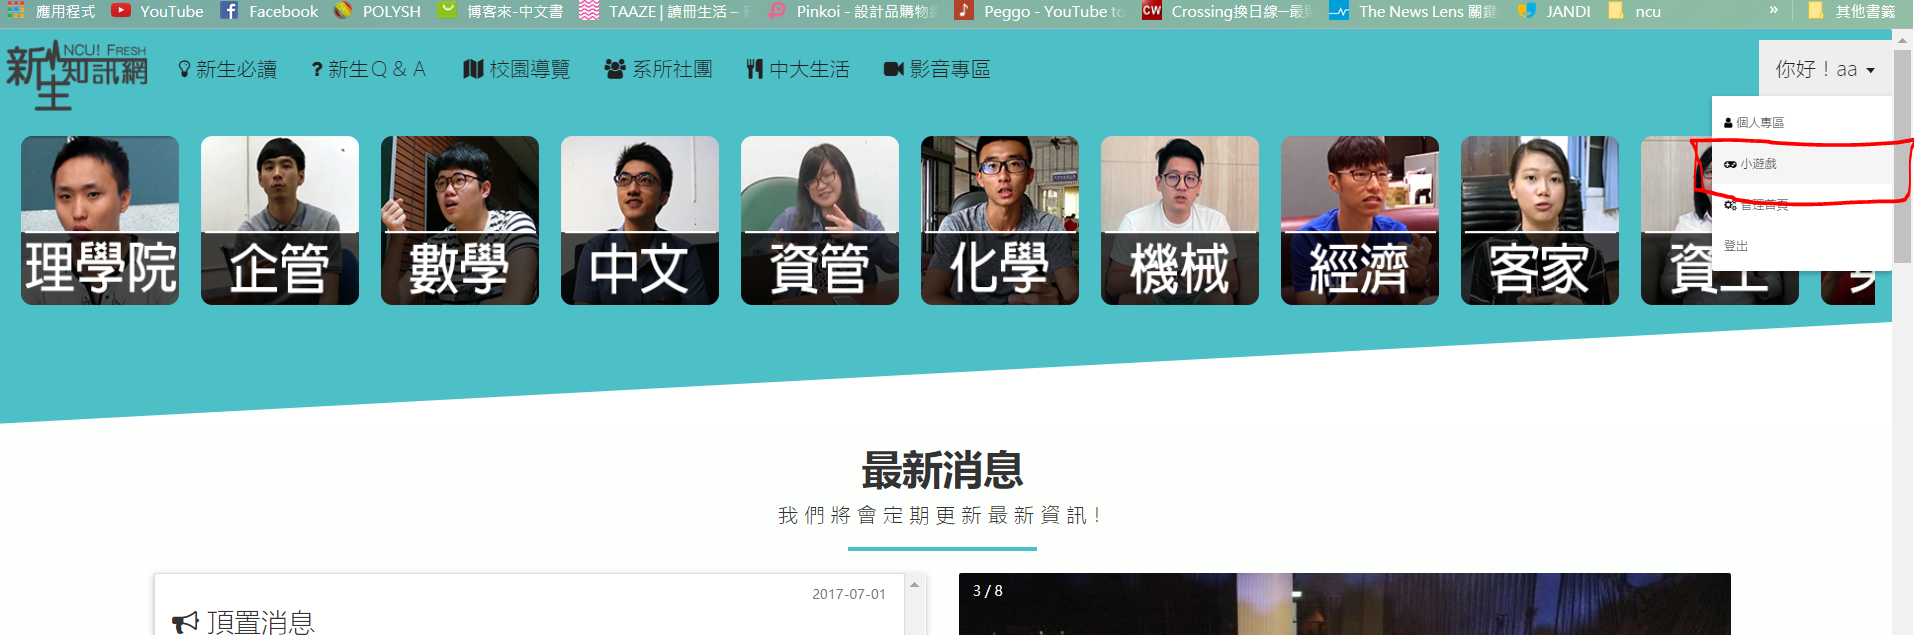 應用程式 YouTube Facebook POLYSH 博客來-中文書 TAAZE | 讀冊生活 – Pinkoi - 設計品購物 Peggo - YouTube to Crossing換日線─最 The News Lens 關鍵 JANDI ncu » 其他書籤
新生知訊網 NCU! FRESH
新生必讀 ? 新生Q & A 校園導覽 系所社團 中大生活 影音專區 你好！aa
個人專區
小遊戲
管理首頁
登出
理學院 企管 數學 中文 資管 化學 機械 經濟 客家 資工
最新消息
我們將會定期更新最新資訊！
2017-07-01
頂置消息
3 / 8